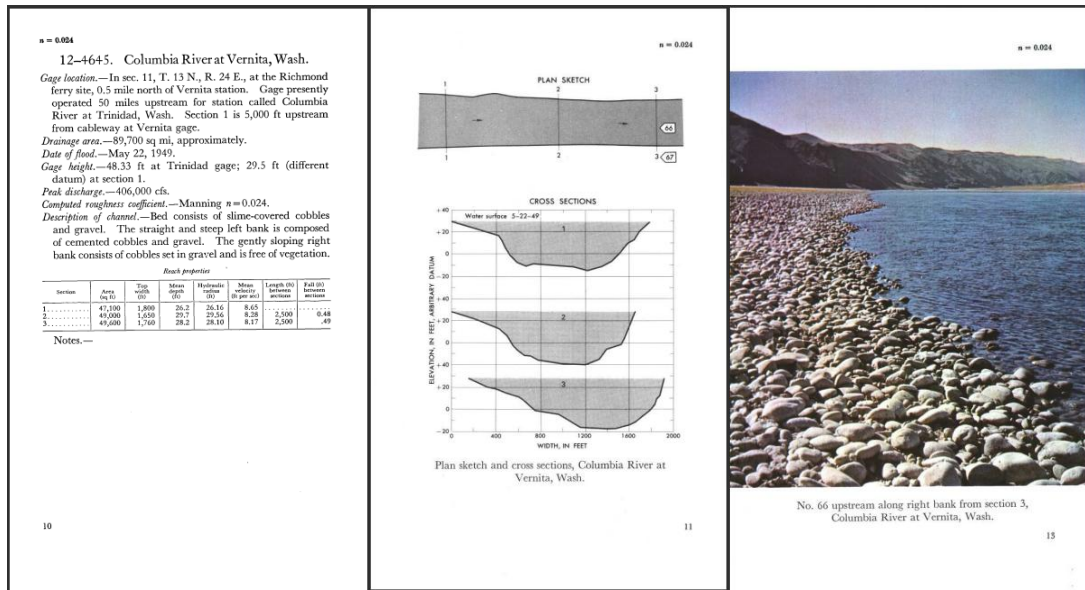 n = 0.024
12–4645. Columbia River at Vernita, Wash.
Gage location.—In sec. 11, T. 13 N., R. 24 E., at the Richmond
ferry site, 0.5 mile north of Vernita station. Gage presently
operated 50 miles upstream for station called Columbia
River at Trinidad, Wash. Section 1 is 5,000 ft upstream
from cableway at Vernita gage.
Drainage area.—89,700 sq mi, approximately.
Date of flood.—May 22, 1949.
Gage height.—48.33 ft at Trinidad gage; 29.5 ft (different
datum) at section 1.
Peak discharge.—406,000 cfs.
Computed roughness coefficient.—Manning n=0.024.
Description of channel.—Bed consists of slime-covered cobbles
and gravel. The straight and steep left bank is composed
of cemented cobbles and gravel. The gently sloping right
bank consists of cobbles set in gravel and is free of vegetation.
Reach properties
Section Area (sq ft) Top width (ft) Mean depth (ft) Hydraulic radius (ft) Mean velocity (ft per sec) Length (ft) between sections Fall (ft) between sections
1.......... 47,100 1,800 26.2 26.16 8.65
2.......... 49,000 1,650 29.7 29.56 8.28 2,500 0.48
3.......... 49,600 1,760 28.2 28.10 8.17 2,500 .49
Notes.—
10
n = 0.024
PLAN SKETCH
1 2 3
66
1 2 3 67
CROSS SECTIONS
+40
Water surface 5-22-49
+20 1
0
-20
+40
+20 2
0
+40
+20 3
0
-20
0 400 800 1200 1600 2000
ELEVATION, IN FEET, ARBITRARY DATUM
WIDTH, IN FEET
Plan sketch and cross sections, Columbia River at
Vernita, Wash.
11
n = 0.024
No. 66 upstream along right bank from section 3,
Columbia River at Vernita, Wash.
13